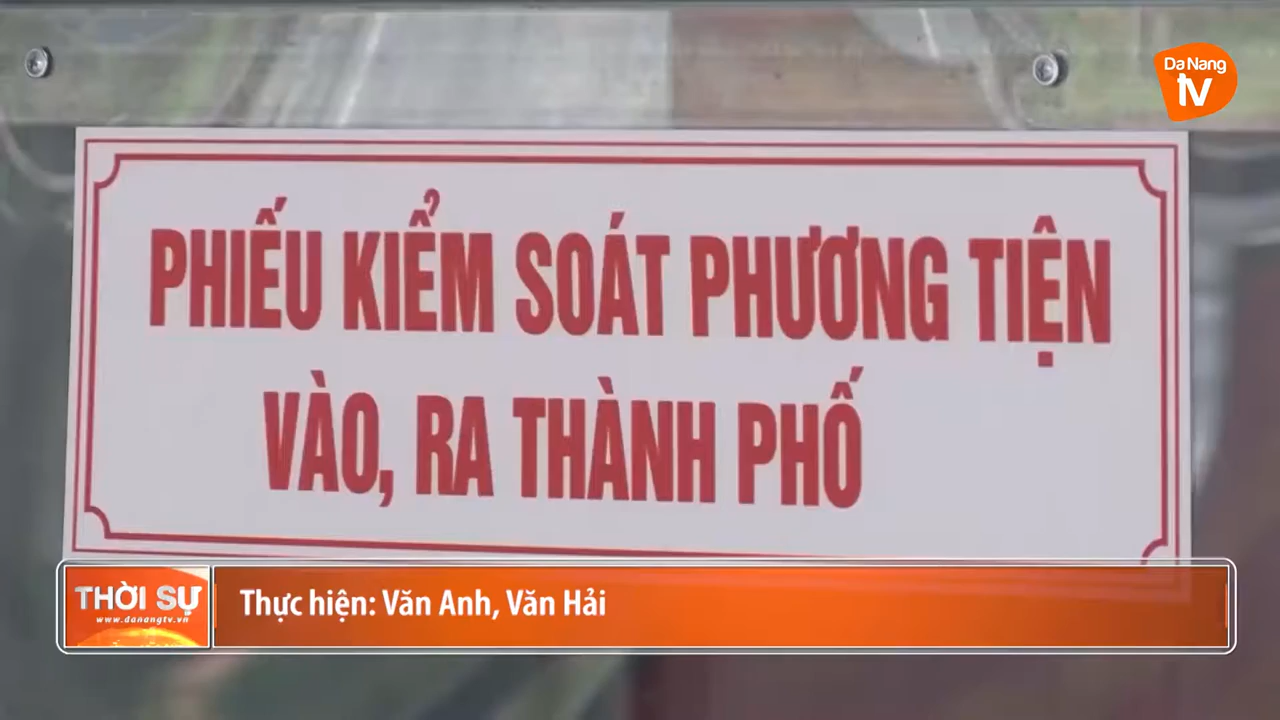 Da Nang
tv
PHIẾU KIỂM SOÁT PHƯƠNG TIỆN
VÀO, RA THÀNH PHỐ
THỜI SỰ
www.danangtv.vn
Thực hiện: Văn Anh, Văn Hải